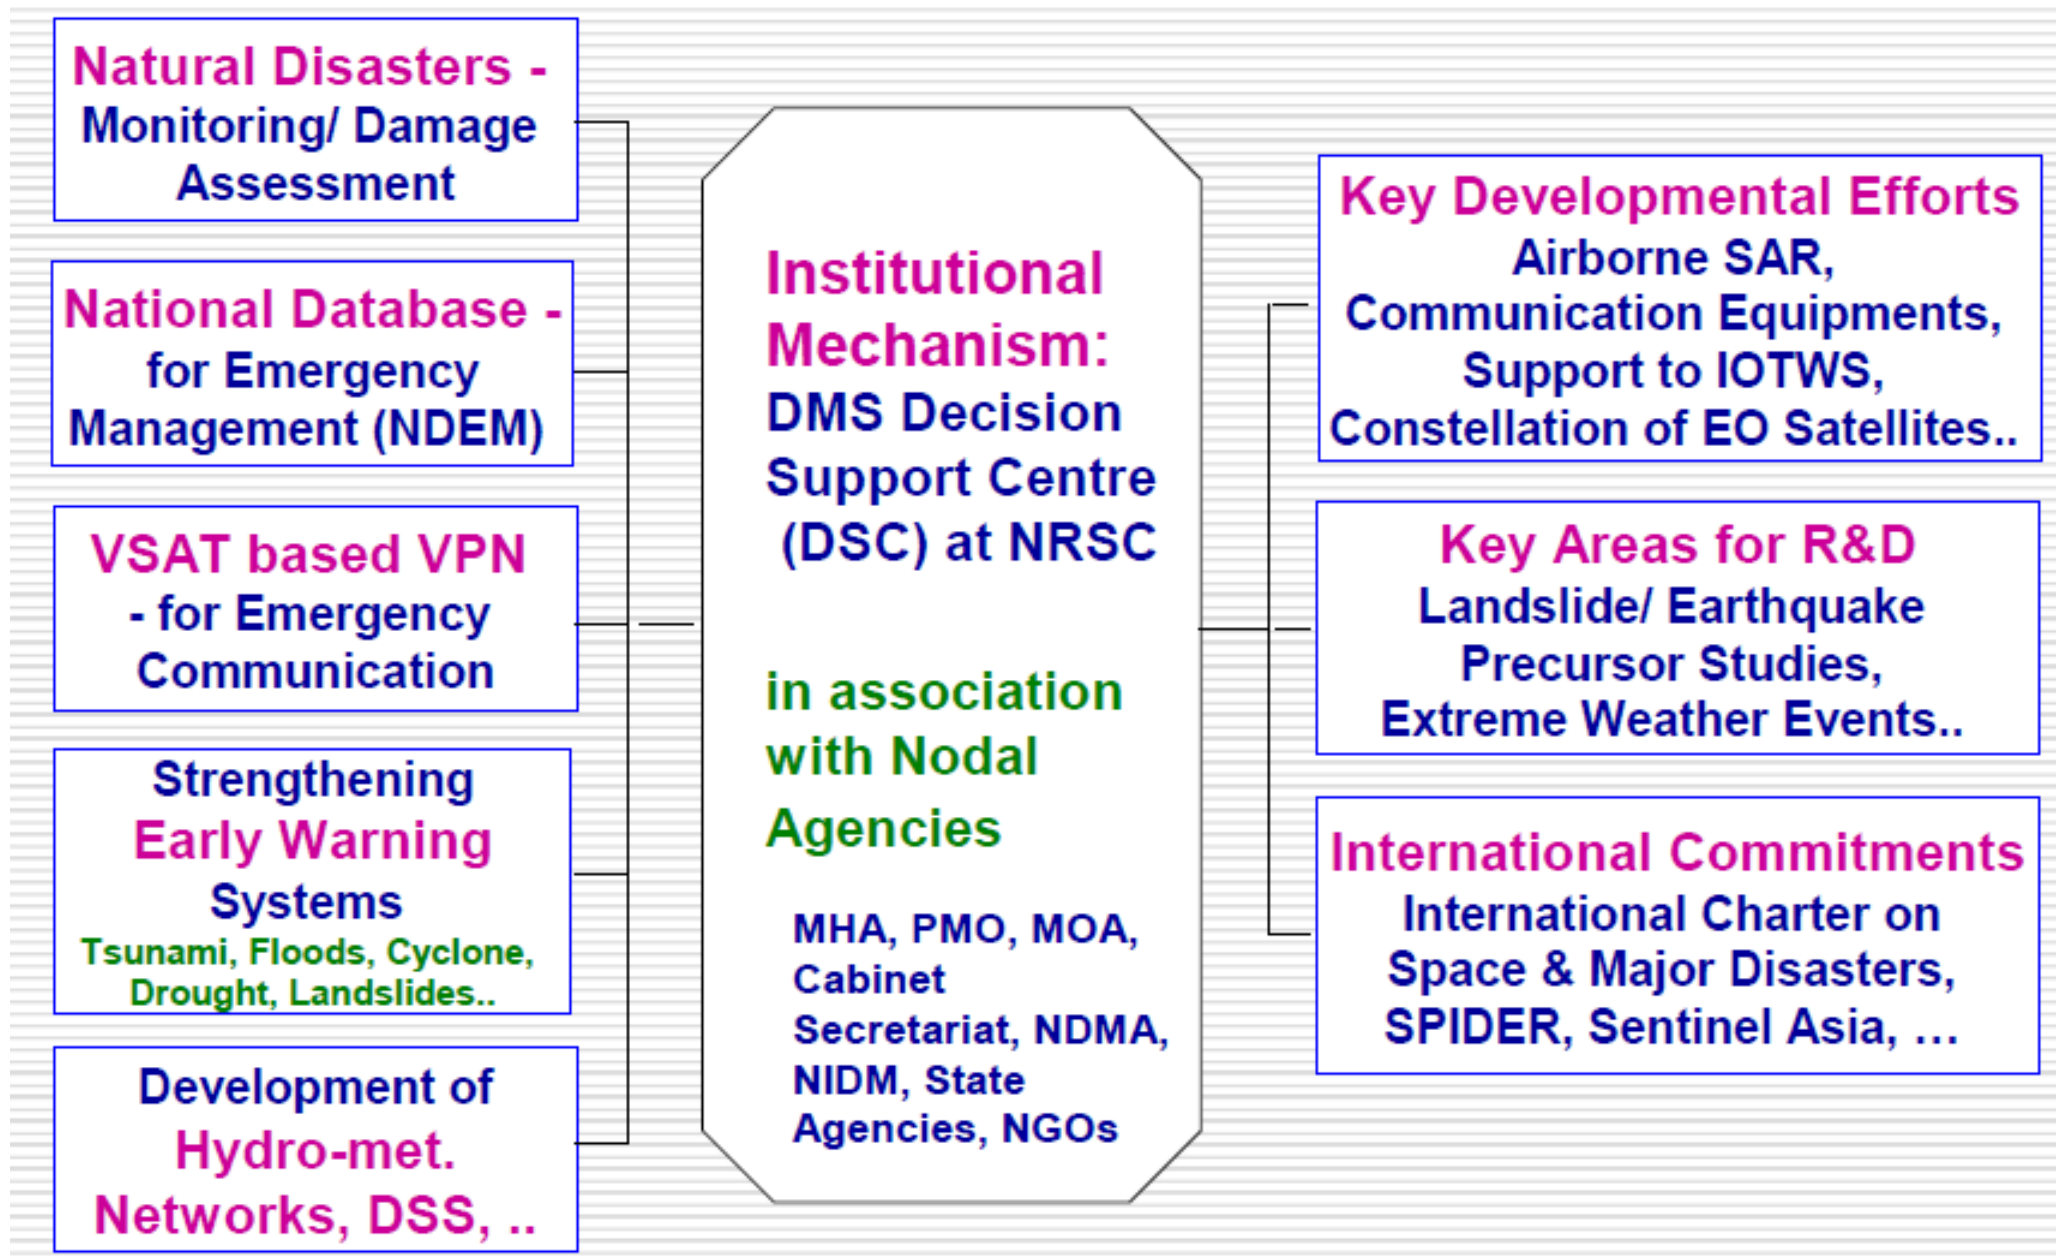 Natural Disasters -
Monitoring/ Damage
Assessment
National Database -
for Emergency
Management (NDEM)
VSAT based VPN
- for Emergency
Communication
Strengthening
Early Warning
Systems
Tsunami, Floods, Cyclone,
Drought, Landslides..
Development of
Hydro-met.
Networks, DSS, ..
Institutional
Mechanism:
DMS Decision
Support Centre
(DSC) at NRSC
in association
with Nodal
Agencies
MHA, PMO, MOA,
Cabinet
Secretariat, NDMA,
NIDM, State
Agencies, NGOs
Key Developmental Efforts
Airborne SAR,
Communication Equipments,
Support to IOTWS,
Constellation of EO Satellites..
Key Areas for R&D
Landslide/ Earthquake
Precursor Studies,
Extreme Weather Events..
International Commitments
International Charter on
Space & Major Disasters,
SPIDER, Sentinel Asia, ...